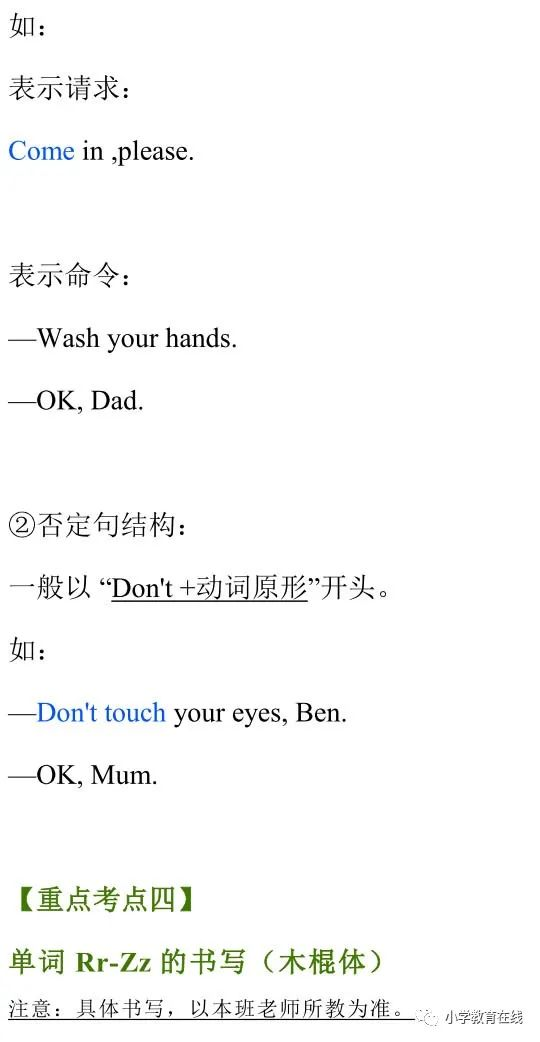 如：
表示请求：
Come in ,please.
表示命令：
—Wash your hands.
—OK, Dad.
②否定句结构：
一般以 “Don't +动词原形”开头。
如：
—Don't touch your eyes, Ben.
—OK, Mum.
【重点考点四】
单词 Rr-Zz 的书写（木棍体）
注意：具体书写，以本班老师所教为准。 小学教育在线